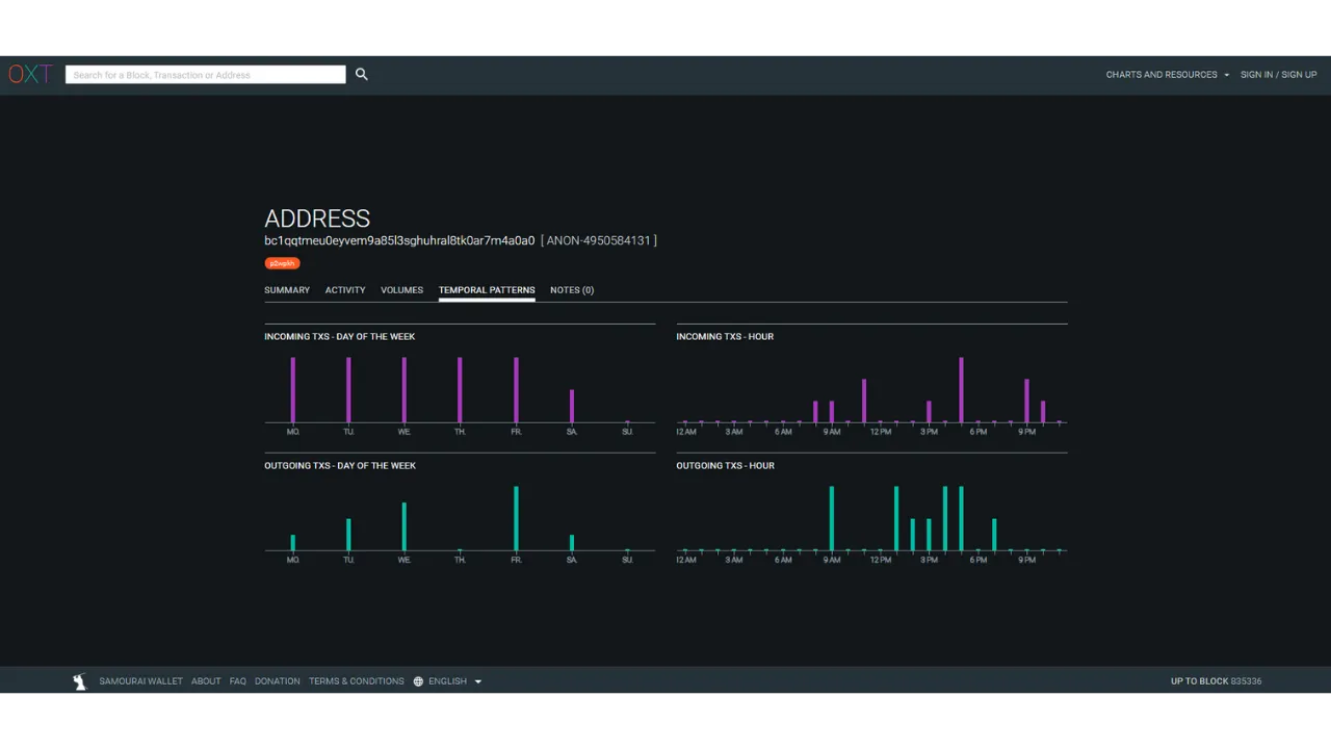 OXT Search for a Block, Transaction or Address CHARTS AND RESOURCES SIGN IN / SIGN UP
ADDRESS
bc1qqtmeu0eyvem9a85l3sghuhral8tk0ar7m4a0a0 [ ANON-4950584131 ]
p2wpkh
SUMMARY ACTIVITY VOLUMES TEMPORAL PATTERNS NOTES (0)
INCOMING TXS - DAY OF THE WEEK
MO. TU. WE. TH. FR. SA. SU.
INCOMING TXS - HOUR
12 AM 3 AM 6 AM 9 AM 12 PM 3 PM 6 PM 9 PM
OUTGOING TXS - DAY OF THE WEEK
MO. TU. WE. TH. FR. SA. SU.
OUTGOING TXS - HOUR
12 AM 3 AM 6 AM 9 AM 12 PM 3 PM 6 PM 9 PM
SAMOURAI WALLET ABOUT FAQ DONATION TERMS & CONDITIONS ENGLISH UP TO BLOCK 835336